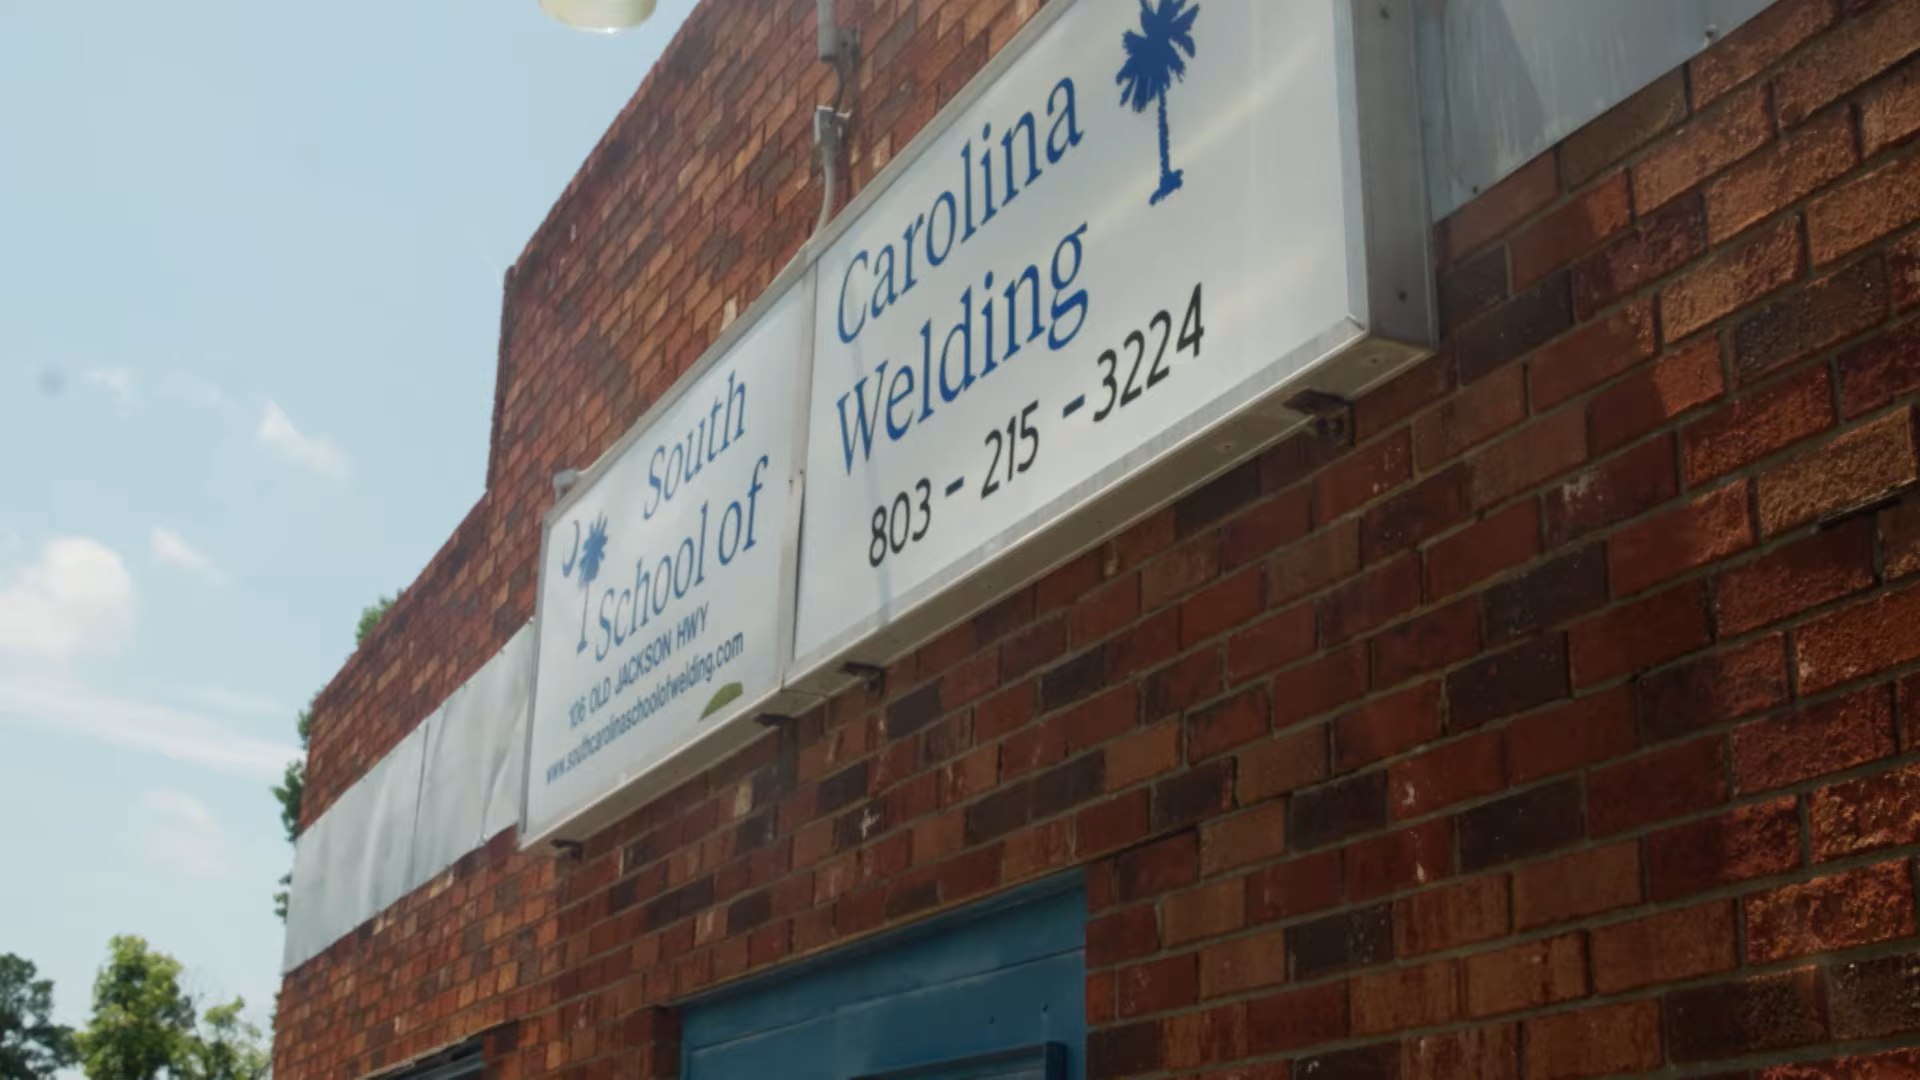 South
School of
106 OLD JACKSON HWY
www.southcarolinaschoolofwelding.com
Carolina
Welding
803-215-3224